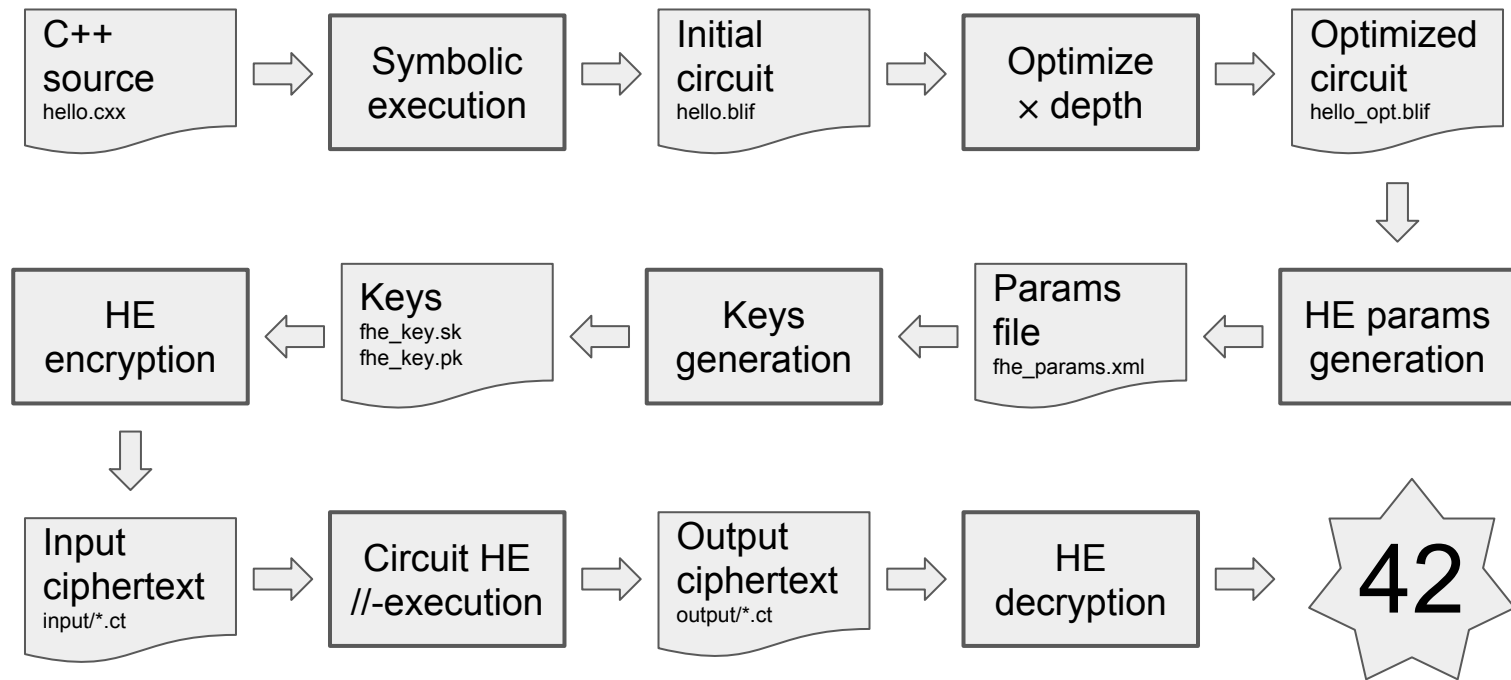 C++
source
hello.cxx
Symbolic
execution
Initial
circuit
hello.blif
Optimize
× depth
Optimized
circuit
hello_opt.blif
HE params
generation
Params
file
fhe_params.xml
Keys
generation
Keys
fhe_key.sk
fhe_key.pk
HE
encryption
Input
ciphertext
input/*.ct
Circuit HE
//-execution
Output
ciphertext
output/*.ct
HE
decryption
42